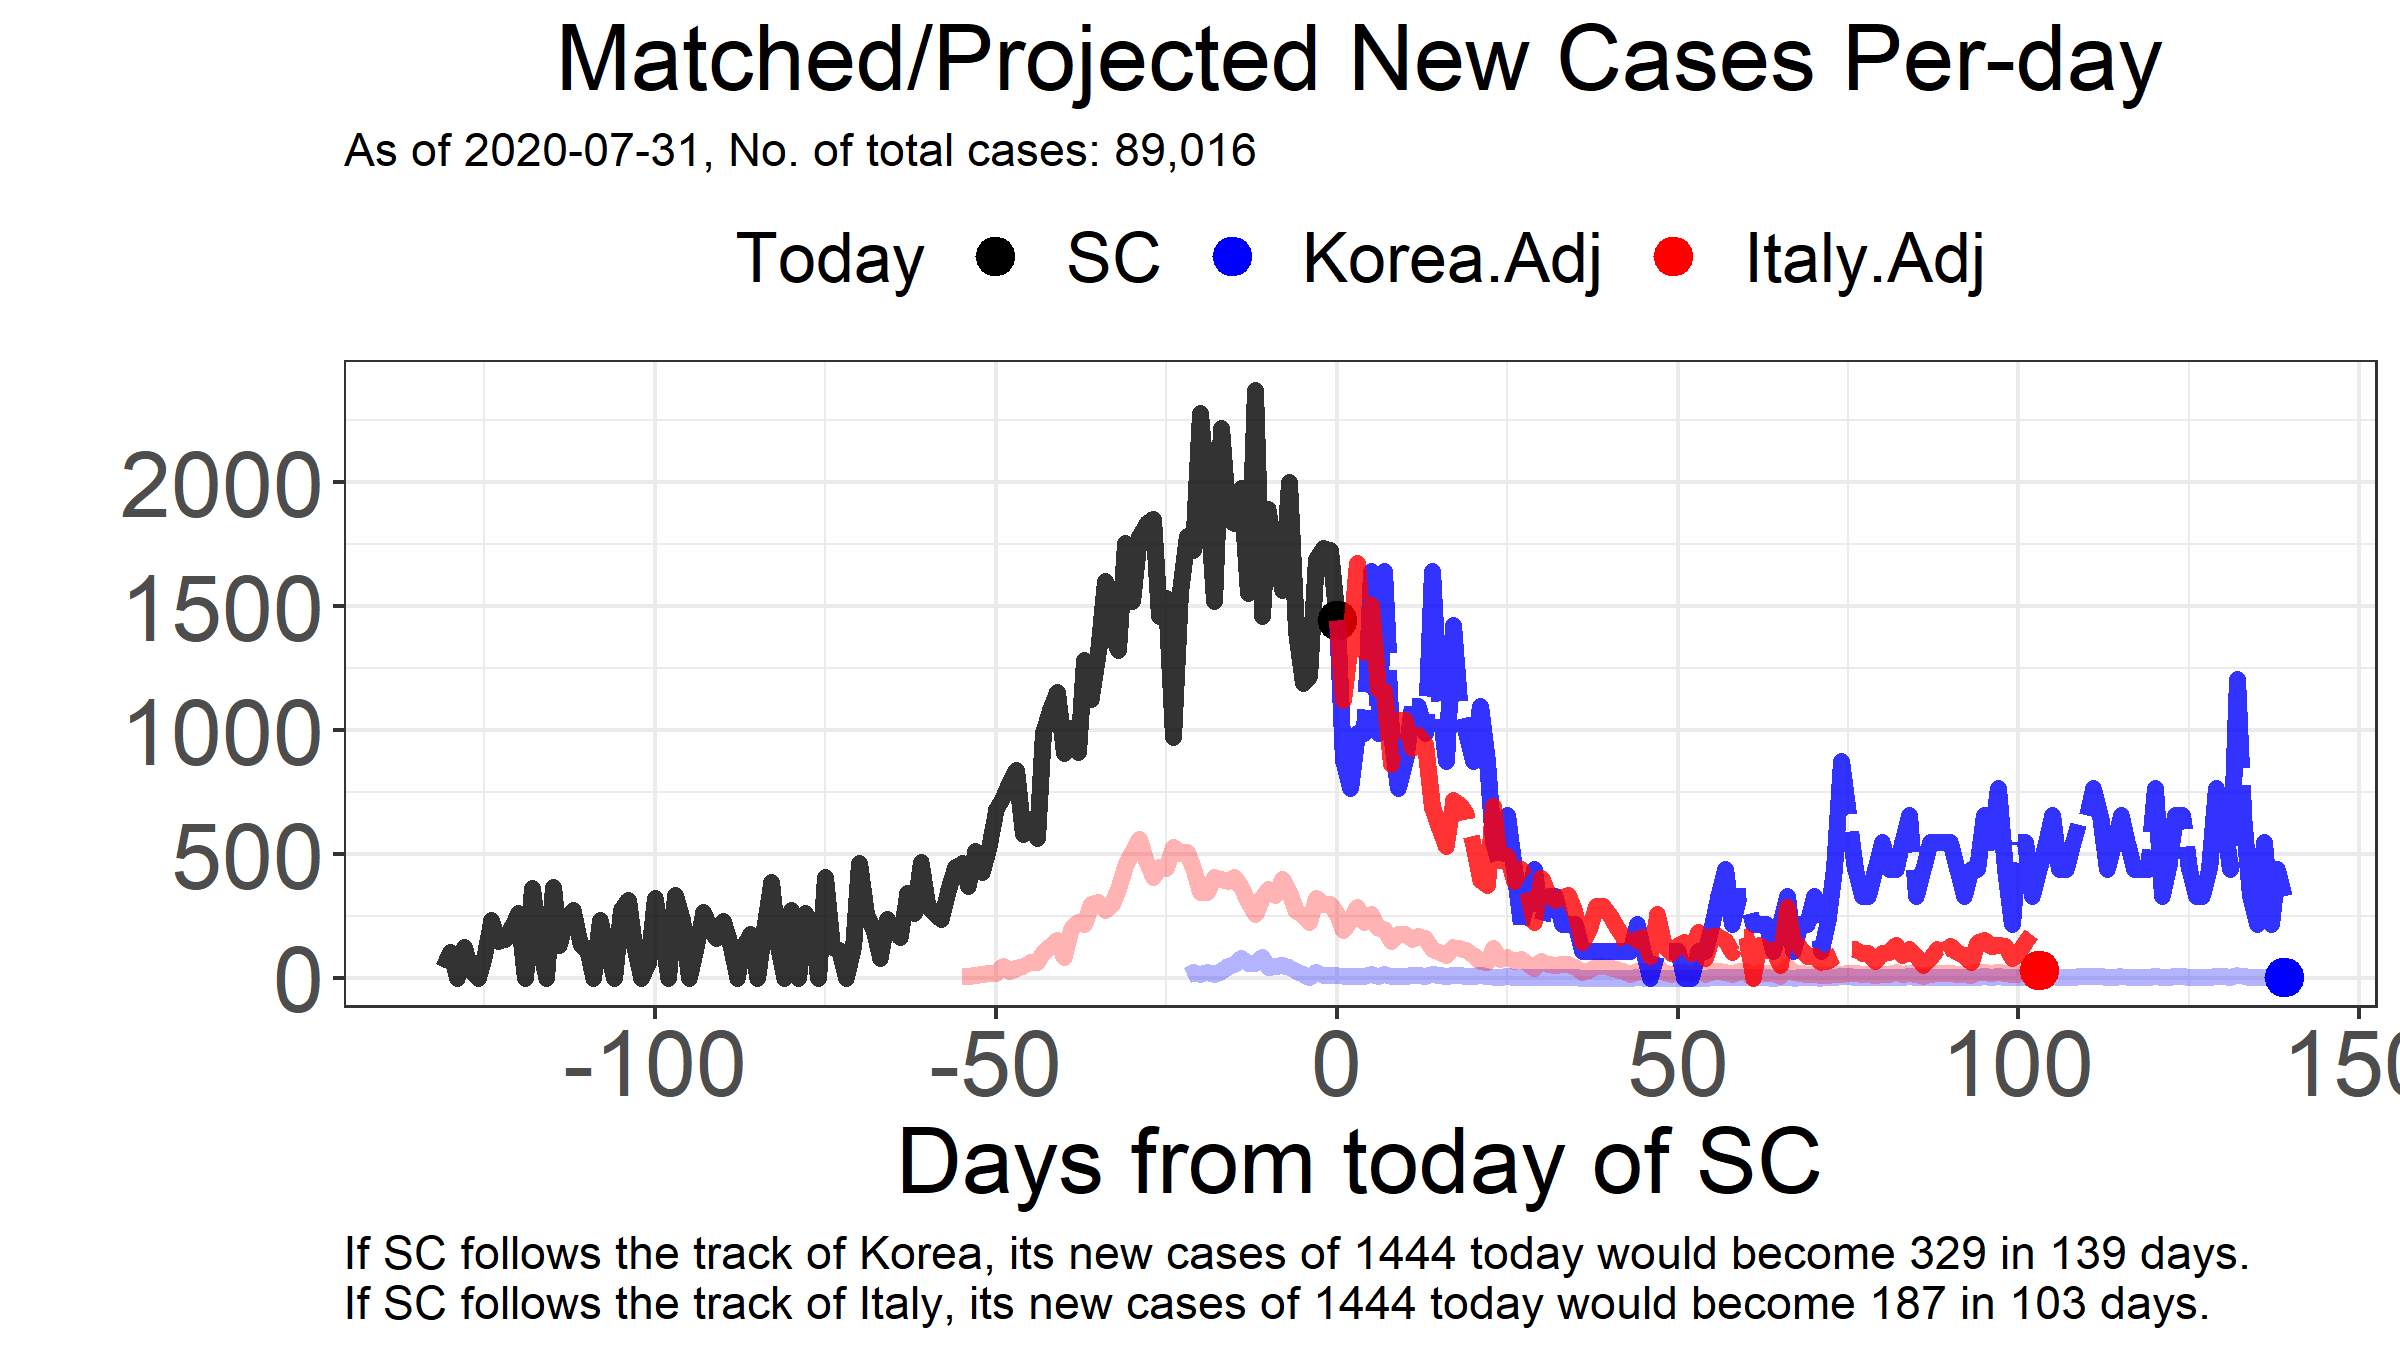 Matched/Projected New Cases Per-day
As of 2020-07-31, No. of total cases: 89,016
Today SC Korea.Adj Italy.Adj
2000
1500
1000
500
0
-100 -50 0 50 100 150
Days from today of SC
If SC follows the track of Korea, its new cases of 1444 today would become 329 in 139 days.
If SC follows the track of Italy, its new cases of 1444 today would become 187 in 103 days.